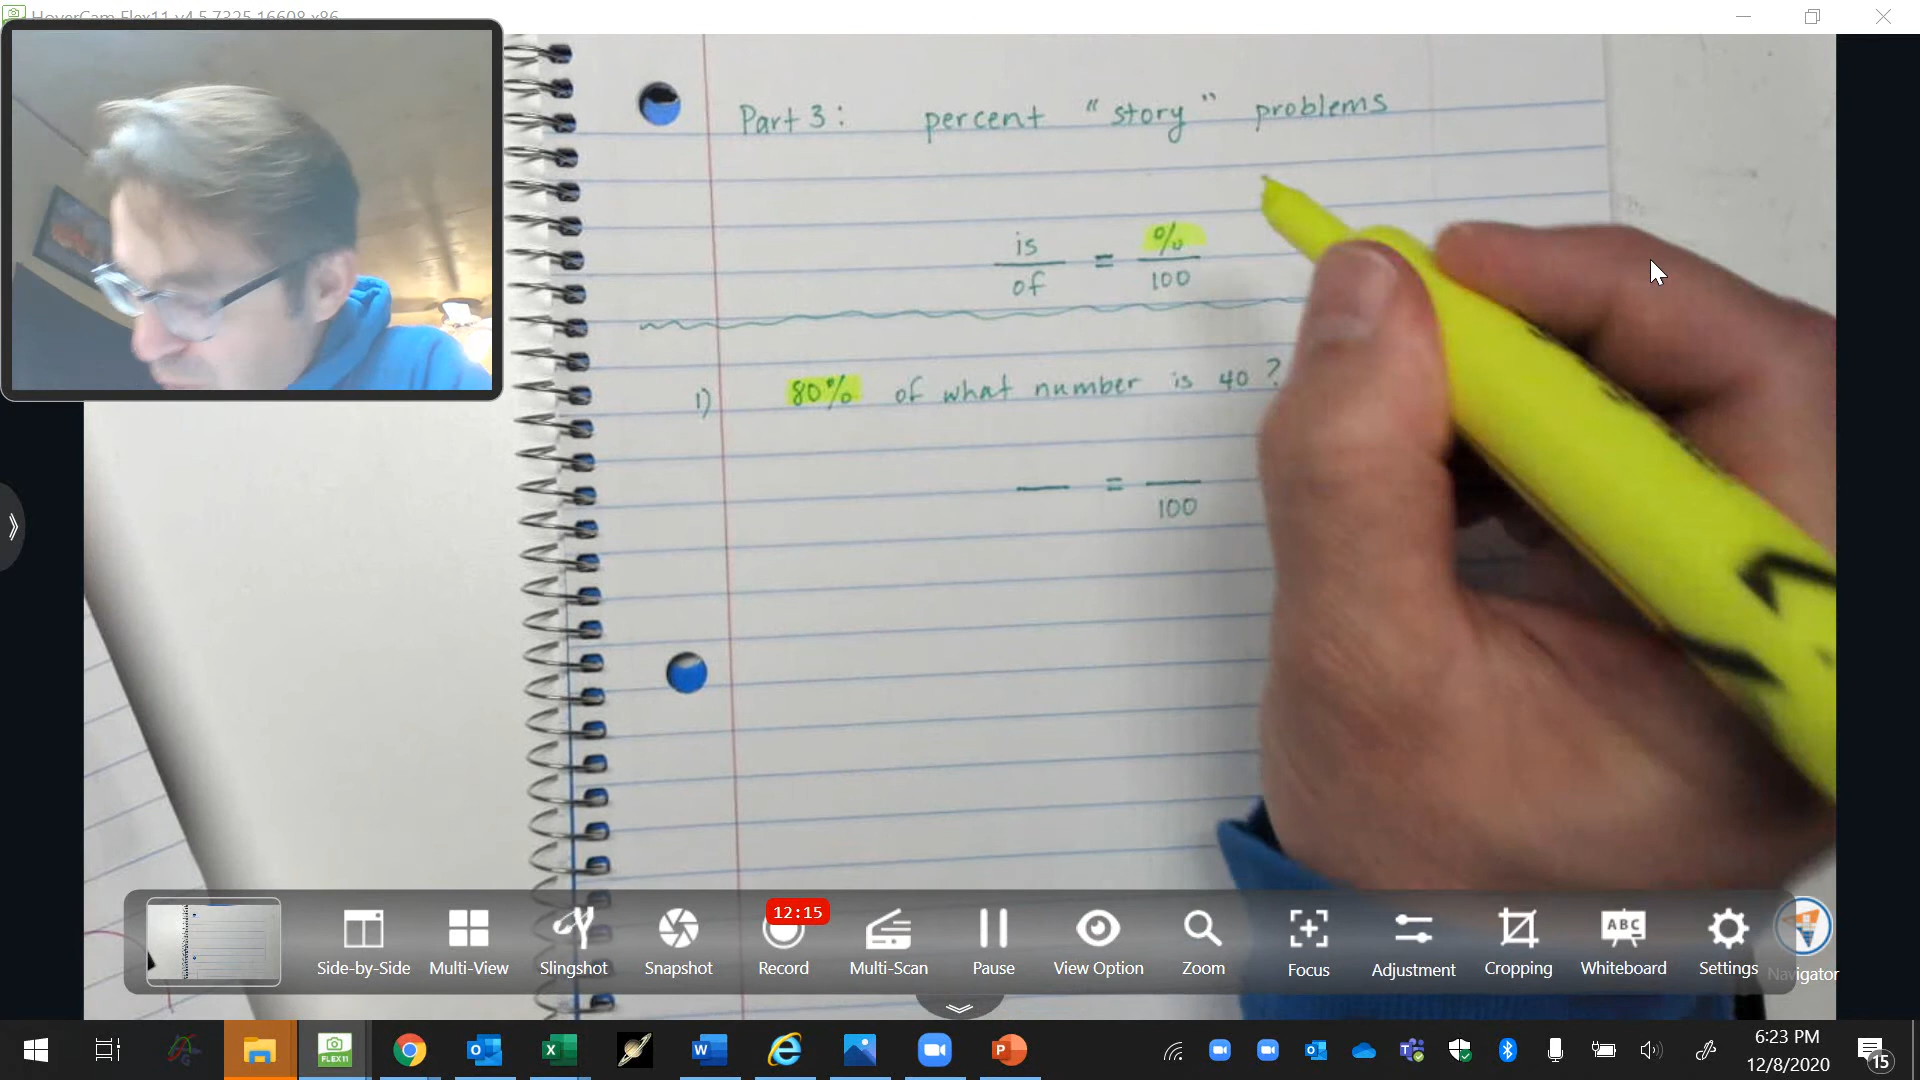 HoverCam Flex11 v4.5.7325.16608 x86
Part 3: percent "story" problems
is = %
of 100
1) 80% of what number is 40?
=
100
12:15
Side-by-Side Multi-View Slingshot Snapshot Record Multi-Scan Pause View Option Zoom Focus Adjustment Cropping Whiteboard Settings Navigator
ABC
FLEX11
6:23 PM
12/8/2020
15